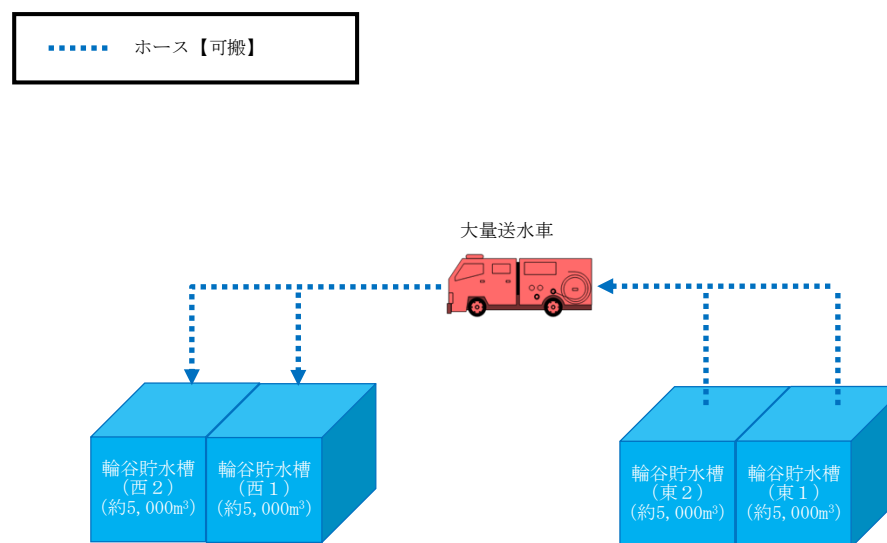 ホース【可搬】
大量送水車
輪谷貯水槽
(西２)
(約5,000m³)
輪谷貯水槽
(西１)
(約5,000m³)
輪谷貯水槽
(東２)
(約5,000m³)
輪谷貯水槽
(東１)
(約5,000m³)